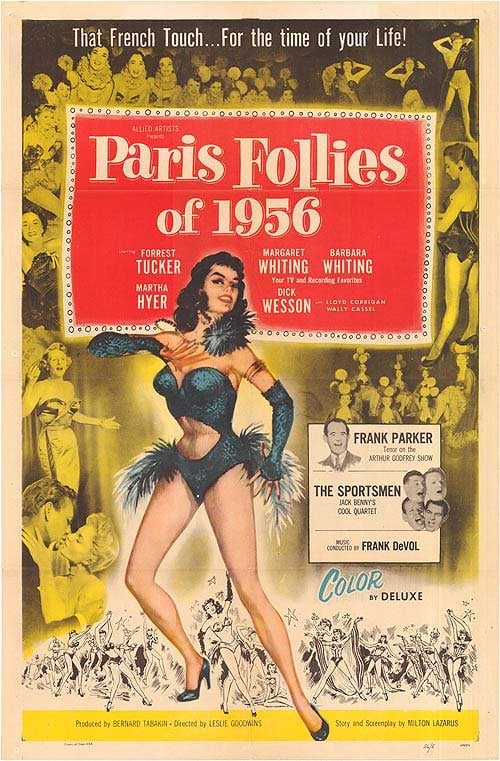 That French Touch...For the time of your Life!
ALLIED ARTISTS
Presents
Paris Follies
of 1956
starring
FORREST
TUCKER
MARGARET
WHITING
BARBARA
WHITING
Your TV and Recording Favorites
MARTHA
HYER
DICK
WESSON
with LLOYD CORRIGAN
WALLY CASSEL
FRANK PARKER
Tenor on the
ARTHUR GODFREY SHOW
THE SPORTSMEN
JACK BENNY'S
COOL QUARTET
MUSIC
CONDUCTED BY FRANK DeVOL
COLOR
BY DELUXE
Produced by BERNARD TABAKIN • Directed by LESLIE GOODWINS
Story and Screenplay by MILTON LAZARUS